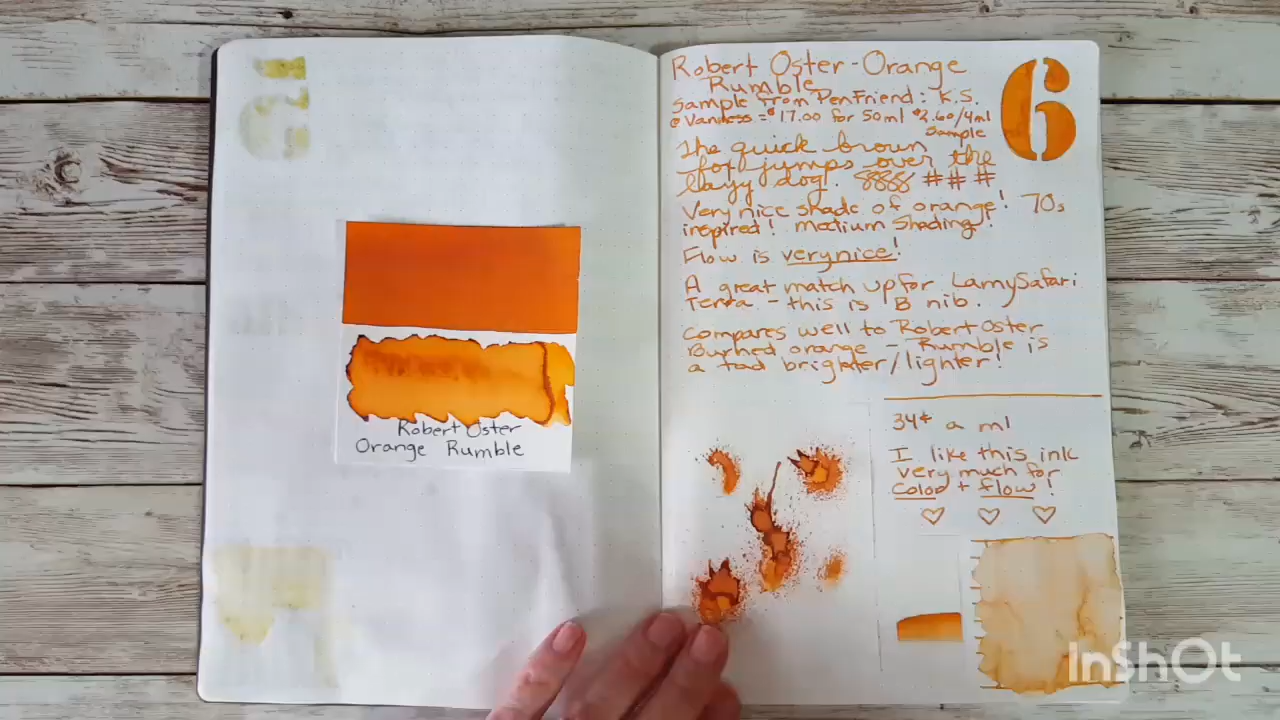 Robert Oster
Orange Rumble
Robert Oster - Orange
Rumble
6
Sample from PenFriend: K.S.
@ Vanness = $17.00 for 50ml $2.60/4ml
Sample
The quick brown
fox jumps over the
lazy dog! 8888 # # #
Very nice shade of orange! 70s
inspired! medium shading!
Flow is very nice!
A great match up for Lamy Safari
Terra - this is B nib.
Compares well to Robert Oster
Burned orange - Rumble is
a tad brighter/lighter!
34¢ a ml
I like this ink
very much for
Color + flow!
InShOt